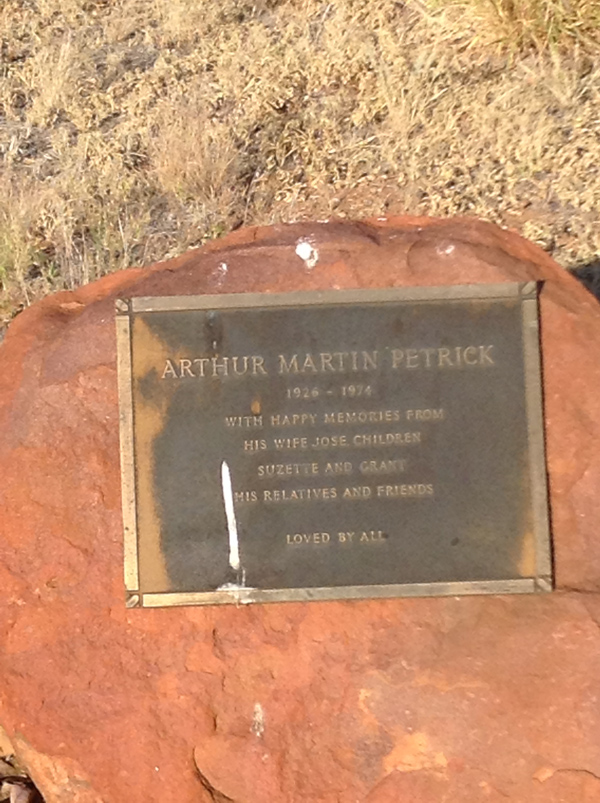 ARTHUR MARTIN PETRICK
1926 - 1974
WITH HAPPY MEMORIES FROM
HIS WIFE JOSE CHILDREN
SUZETTE AND GRANT
HIS RELATIVES AND FRIENDS
LOVED BY ALL